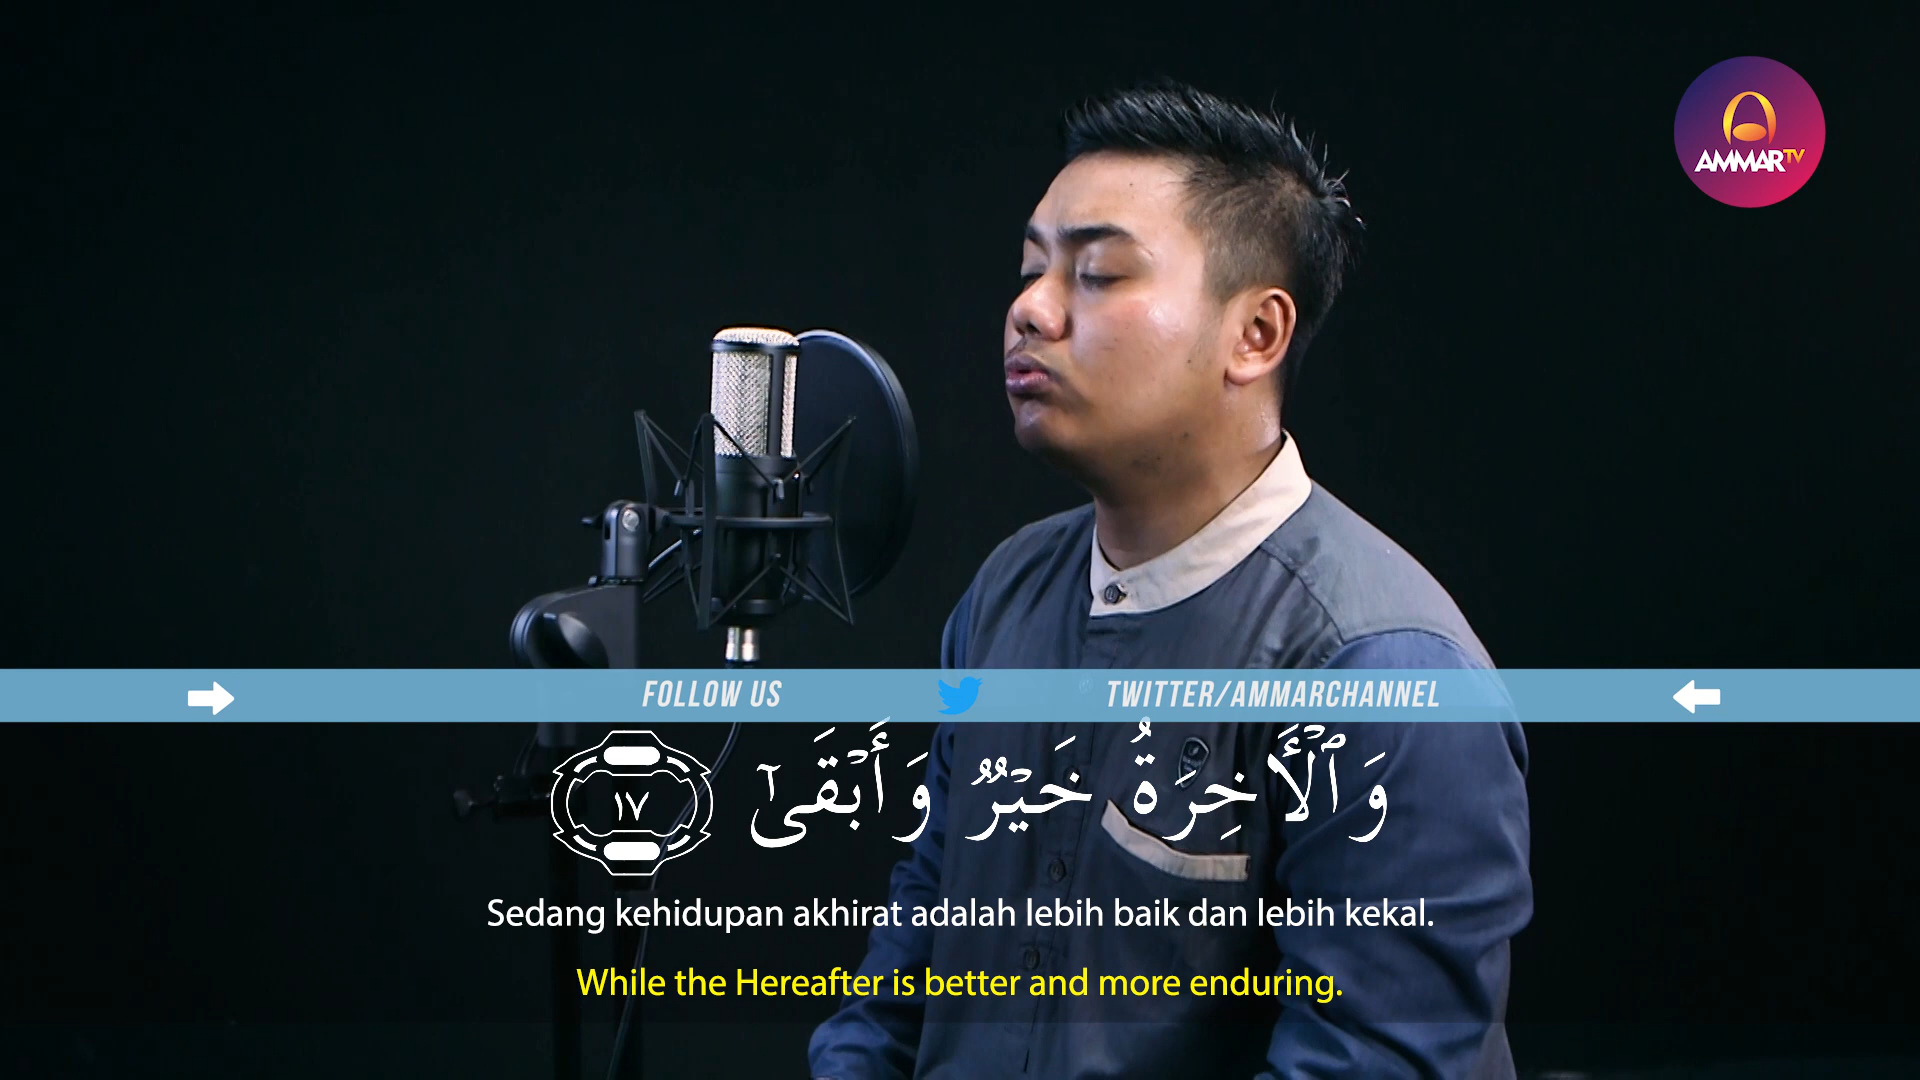 AMMARTV
FOLLOW US TWITTER/AMMARCHANNEL
وَٱلْأَخِرَةُ خَيْرٌ وَأَبْقَىٰٓ ١٧
Sedang kehidupan akhirat adalah lebih baik dan lebih kekal.
While the Hereafter is better and more enduring.